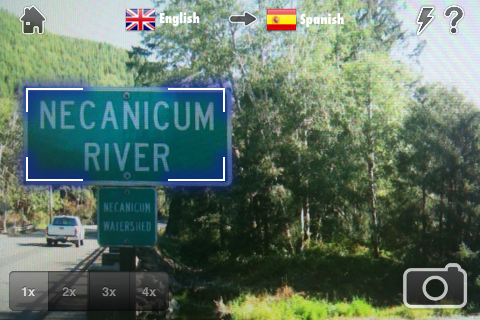 English
Spanish
NECANICUM
RIVER
NECANICUM
WATERSHED
1x
2x
3x
4x